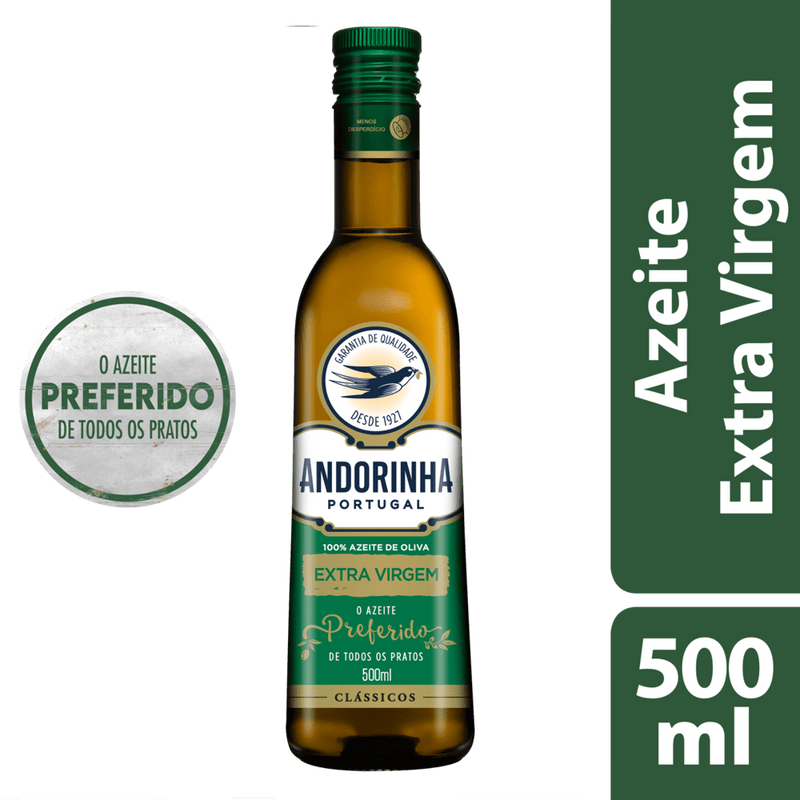 O AZEITE
PREFERIDO
DE TODOS OS PRATOS
MENOS
DESPERDÍCIO
GARANTIA DE QUALIDADE
DESDE 1927
ANDORINHA
PORTUGAL
100% AZEITE DE OLIVA
EXTRA VIRGEM
O AZEITE
Preferido
DE TODOS OS PRATOS
500ml
CLÁSSICOS
Azeite
Extra Virgem
500
ml